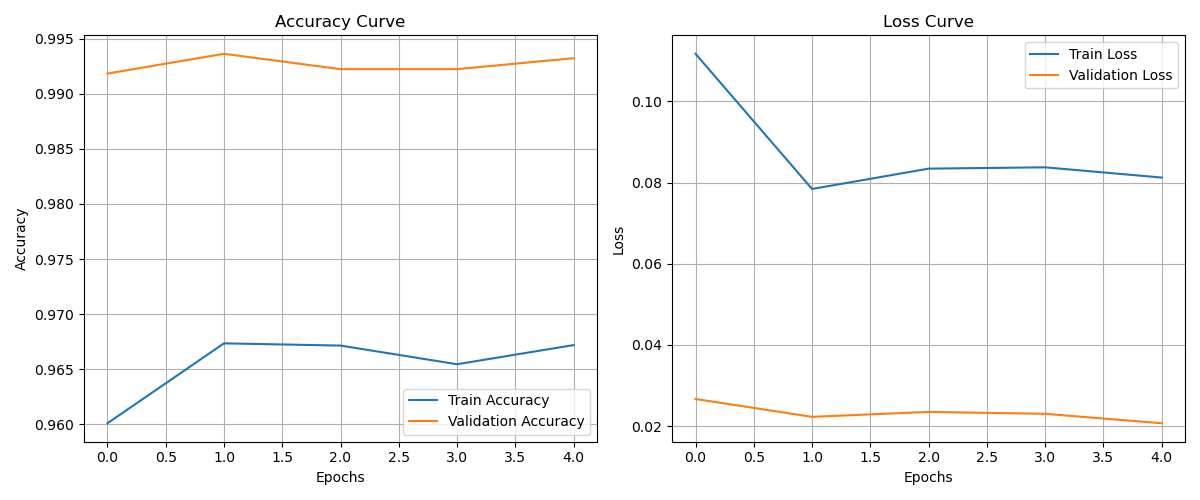 Accuracy Curve
0.995
0.990
0.985
0.980
0.975
0.970
0.965
0.960
Accuracy
0.0 0.5 1.0 1.5 2.0 2.5 3.0 3.5 4.0
Epochs
Train Accuracy
Validation Accuracy
Loss Curve
0.10
0.08
0.06
0.04
0.02
Loss
0.0 0.5 1.0 1.5 2.0 2.5 3.0 3.5 4.0
Epochs
Train Loss
Validation Loss